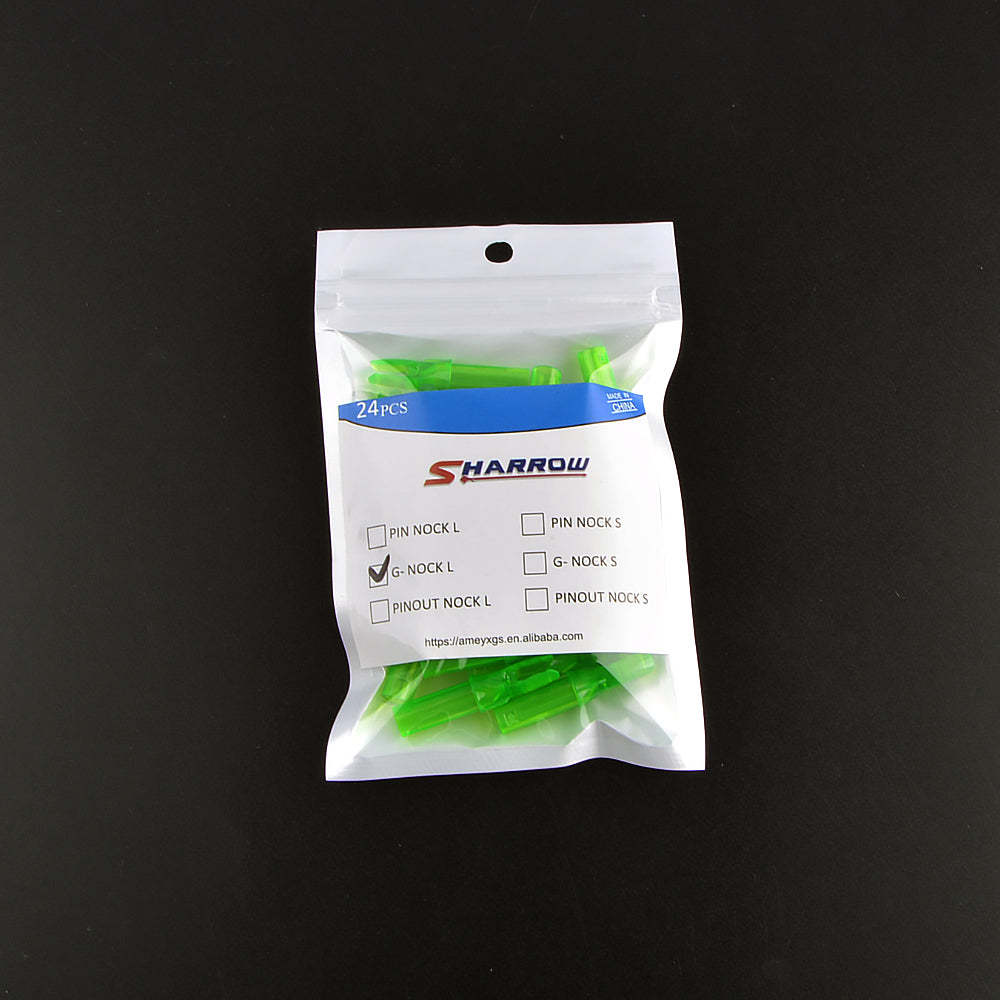 24PCS
MADE IN
CHINA
SHARROW
PIN NOCK L
PIN NOCK S
G- NOCK L
G- NOCK S
PINOUT NOCK L
PINOUT NOCK S
https://ameyxgs.en.alibaba.com